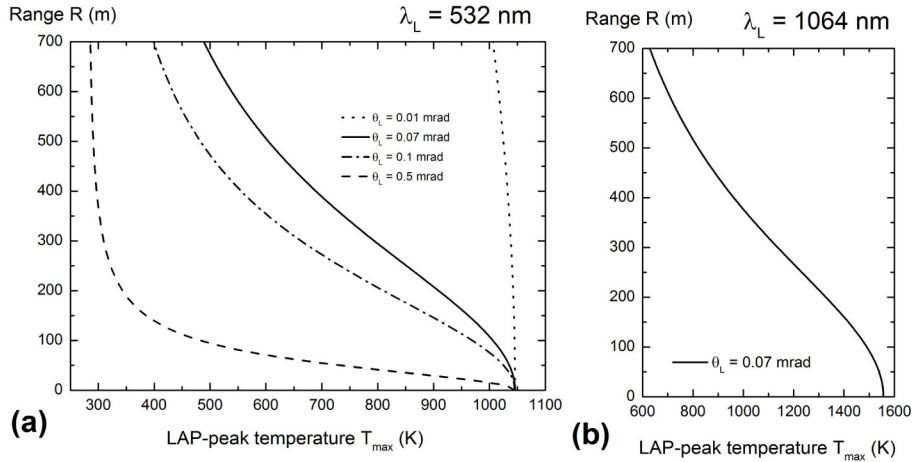 Range R (m)
λL = 532 nm
700
600
500
400
300
200
100
0
θL = 0.01 mrad
θL = 0.07 mrad
θL = 0.1 mrad
θL = 0.5 mrad
300 400 500 600 700 800 900 1000 1100
(a)
LAP-peak temperature Tmax (K)
Range R (m)
λL = 1064 nm
700
600
500
400
300
200
100
0
θL = 0.07 mrad
600 800 1000 1200 1400 1600
(b)
LAP-peak temperature Tmax (K)